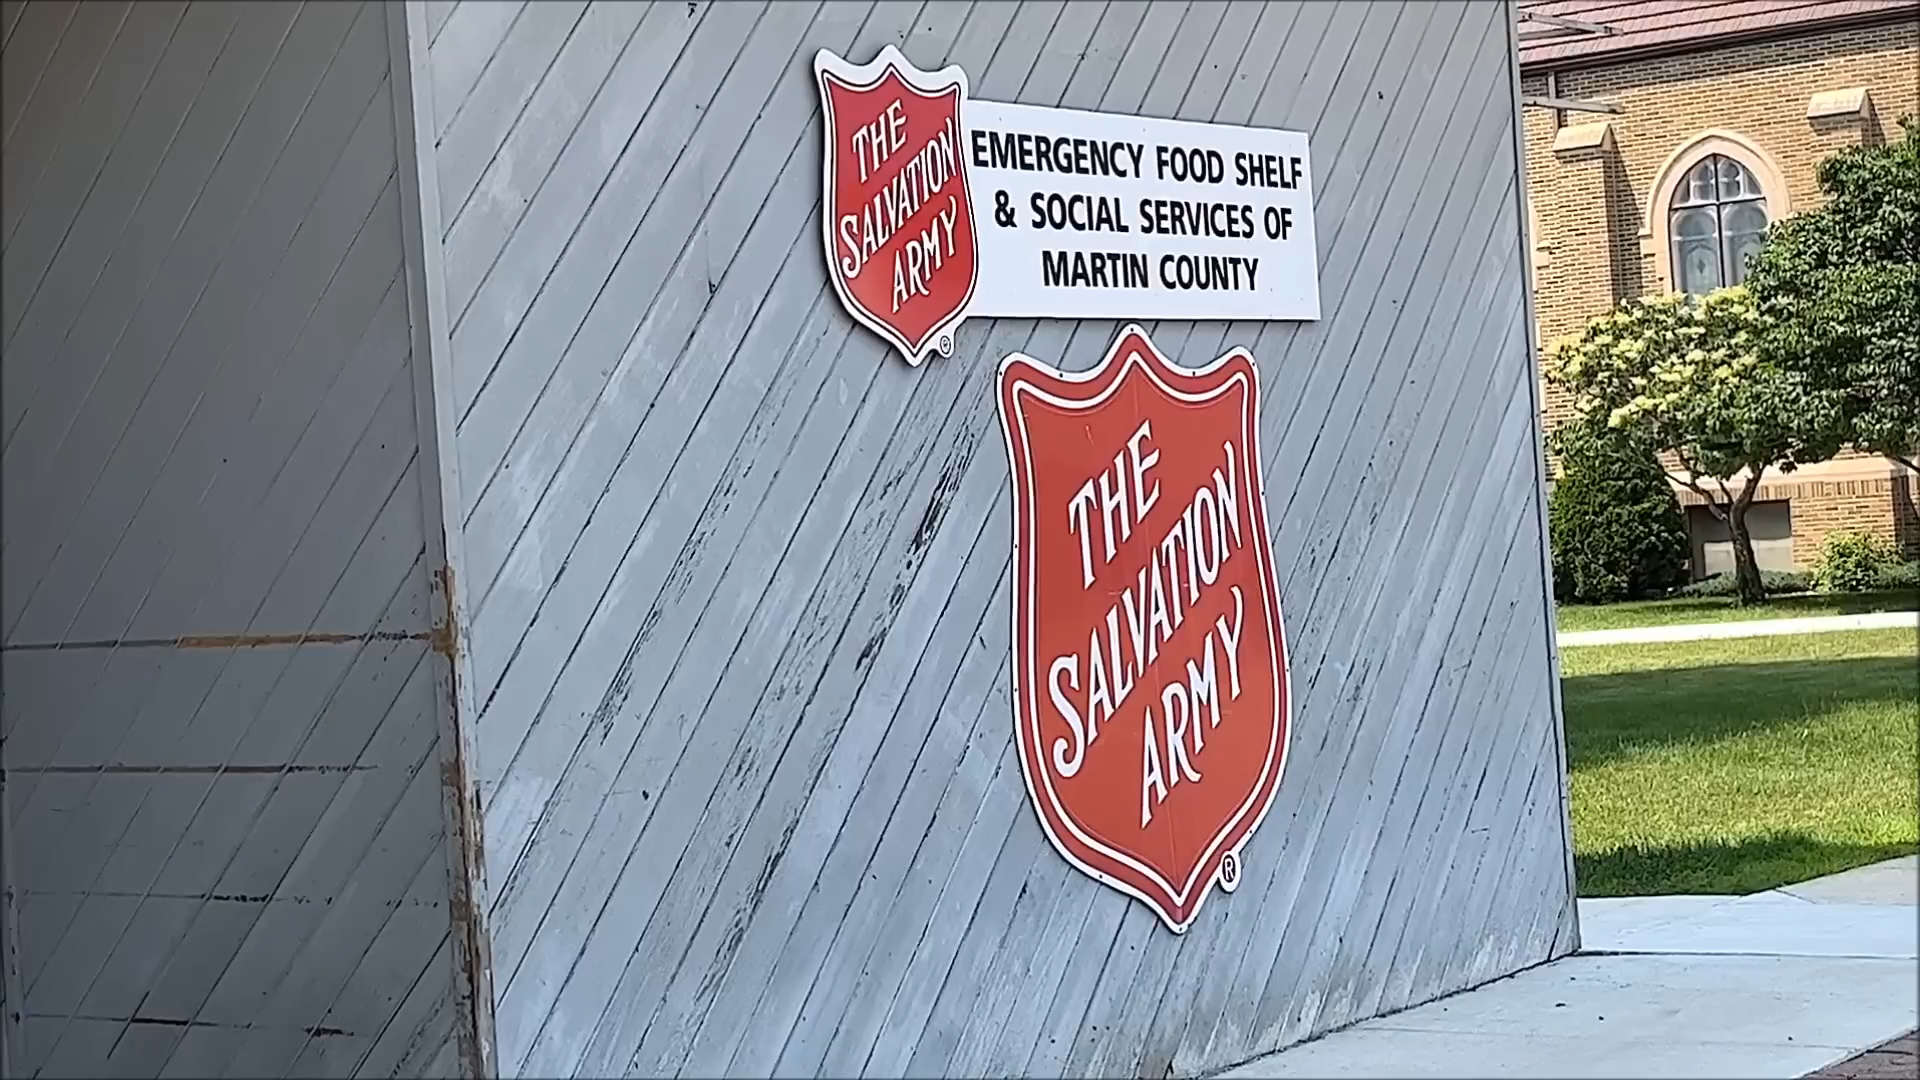 THE
SALVATION
ARMY
®
EMERGENCY FOOD SHELF
& SOCIAL SERVICES OF
MARTIN COUNTY
THE
SALVATION
ARMY
®